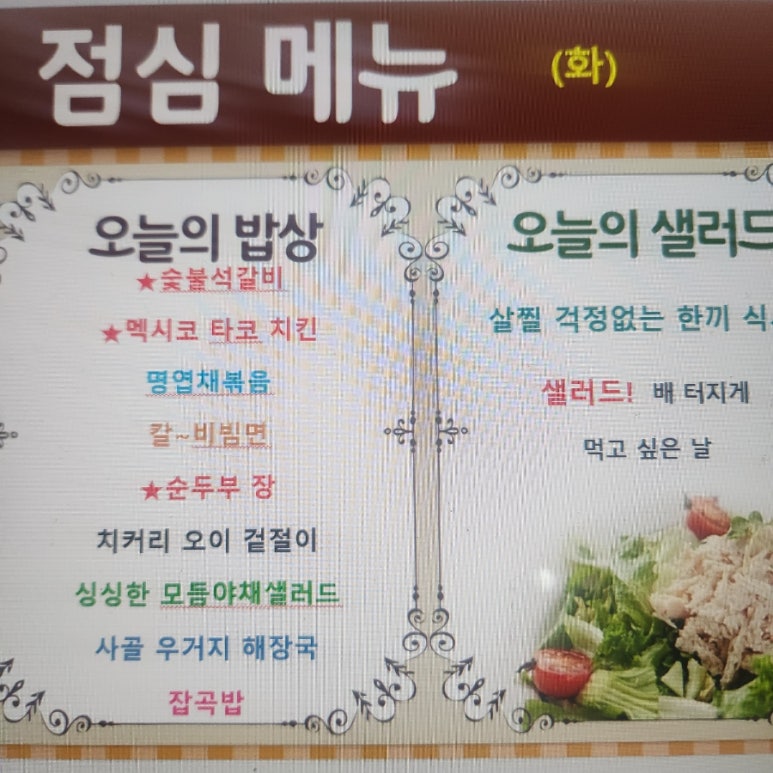 점심 메뉴 (화)
오늘의 밥상
★숯불석갈비
★멕시코 타코 치킨
명엽채볶음
칼~비빔면
★순두부 장
치커리 오이 겉절이
싱싱한 모듬야채샐러드
사골 우거지 해장국
잡곡밥
오늘의 샐러드
살찔 걱정없는 한끼
샐러드! 배 터지게
먹고 싶은 날